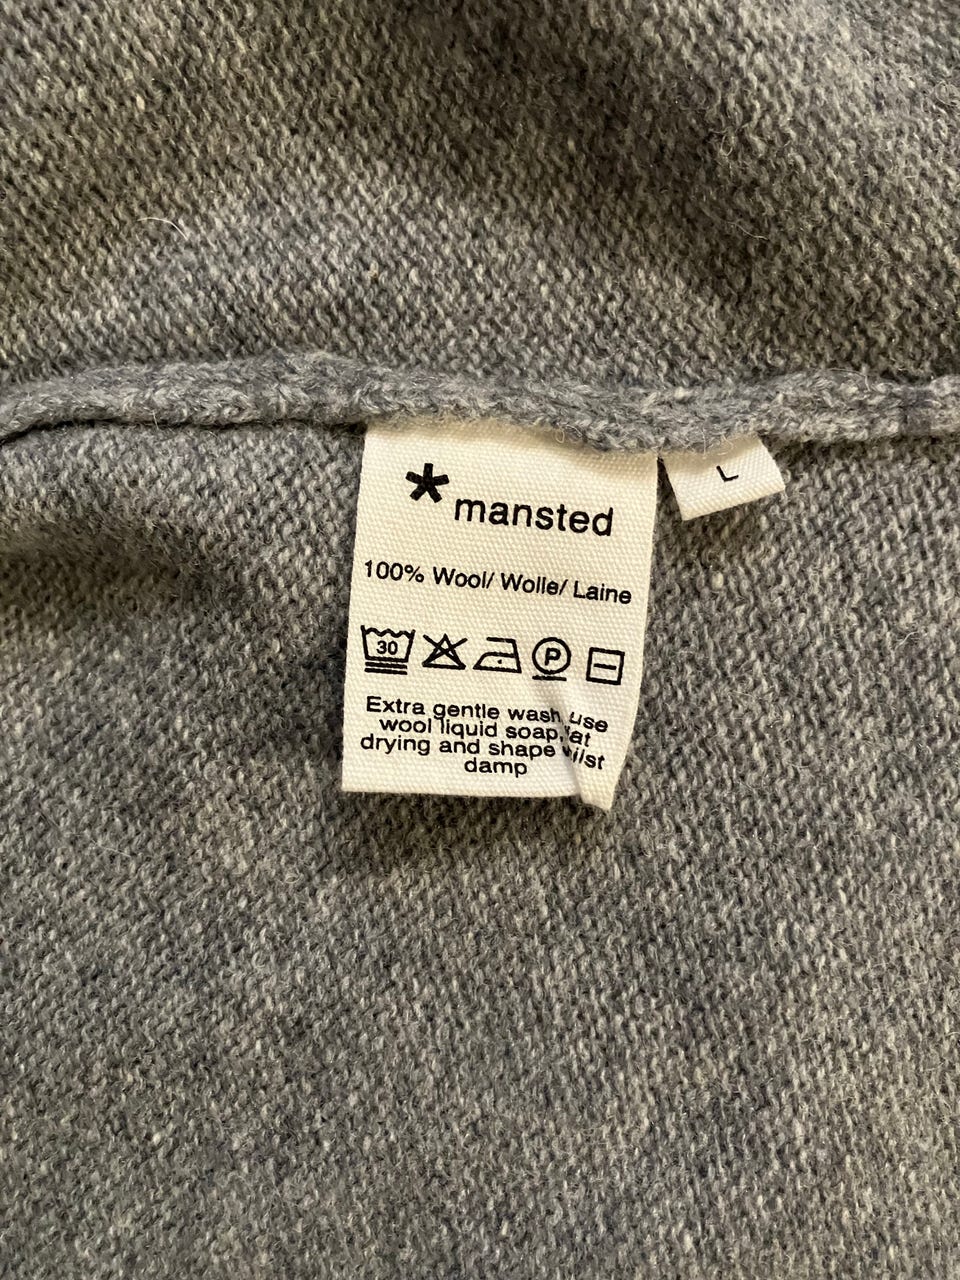 *mansted
L
100% Wool/ Wolle/ Laine
30 P
Extra gentle wash use
wool liquid soap,
drying and shape
damp